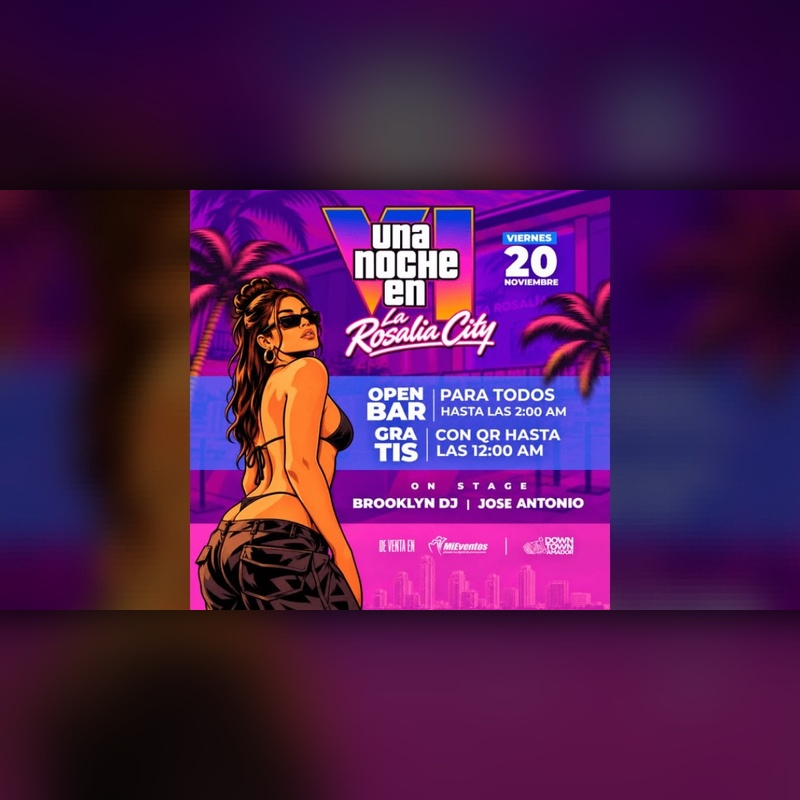 VI
una
noche
en
La
Rosalia City
VIERNES
20
NOVIEMBRE
OPEN
BAR
PARA TODOS
HASTA LAS 2:00 AM
GRA
TIS
CON QR HASTA
LAS 12:00 AM
ON STAGE
BROOKLYN DJ | JOSE ANTONIO
DE VENTA EN
MiEventos
DOWN
TOWN
AMADOR